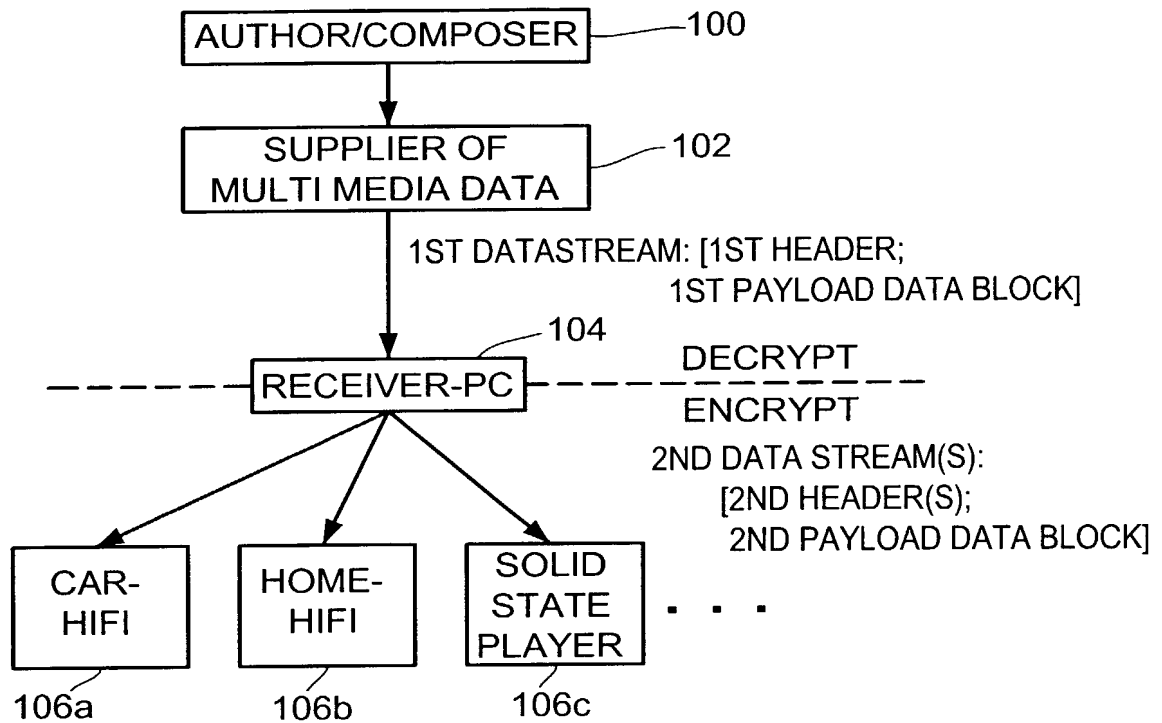 AUTHOR/COMPOSER
100
SUPPLIER OF
MULTI MEDIA DATA
102
1ST DATASTREAM: [1ST HEADER;
1ST PAYLOAD DATA BLOCK]
104
RECEIVER-PC
DECRYPT
ENCRYPT
2ND DATA STREAM(S):
[2ND HEADER(S);
2ND PAYLOAD DATA BLOCK]
CAR-
HIFI
HOME-
HIFI
SOLID
STATE
PLAYER
. . .
106a
106b
106c